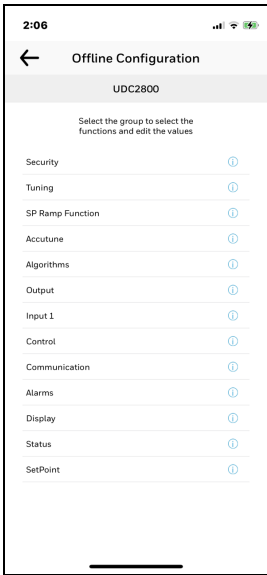 2:06
Offline Configuration
UDC2800
Select the group to select the
functions and edit the values
Security
Tuning
SP Ramp Function
Accutune
Algorithms
Output
Input 1
Control
Communication
Alarms
Display
Status
SetPoint